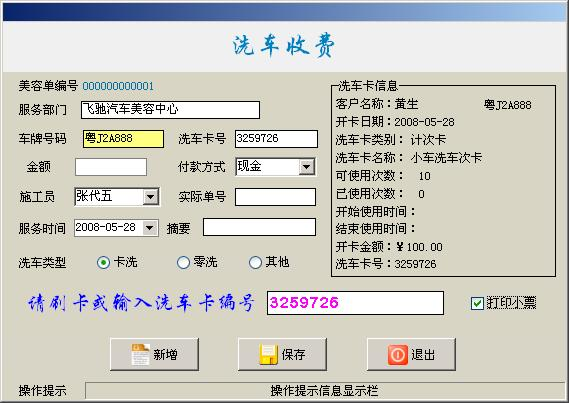 洗车收费
美容单编号 000000000001
服务部门 飞驰汽车美容中心
车牌号码 粤J2A888 洗车卡号 3259726
金额 付款方式 现金
施工员 张代五 实际单号
服务时间 2008-05-28 摘要
洗车类型 卡洗 零洗 其他
洗车卡信息
客户名称：黄生 粤J2A888
开卡日期：2008-05-28
洗车卡类别： 计次卡
洗车卡名称： 小车洗车次卡
可使用次数： 10
已使用次数： 0
开始使用时间：
结束使用时间：
开卡金额：￥100.00
洗车卡号：3259726
请刷卡或输入洗车卡编号 3259726 打印小票
新增 保存 退出
操作提示 操作提示信息显示栏